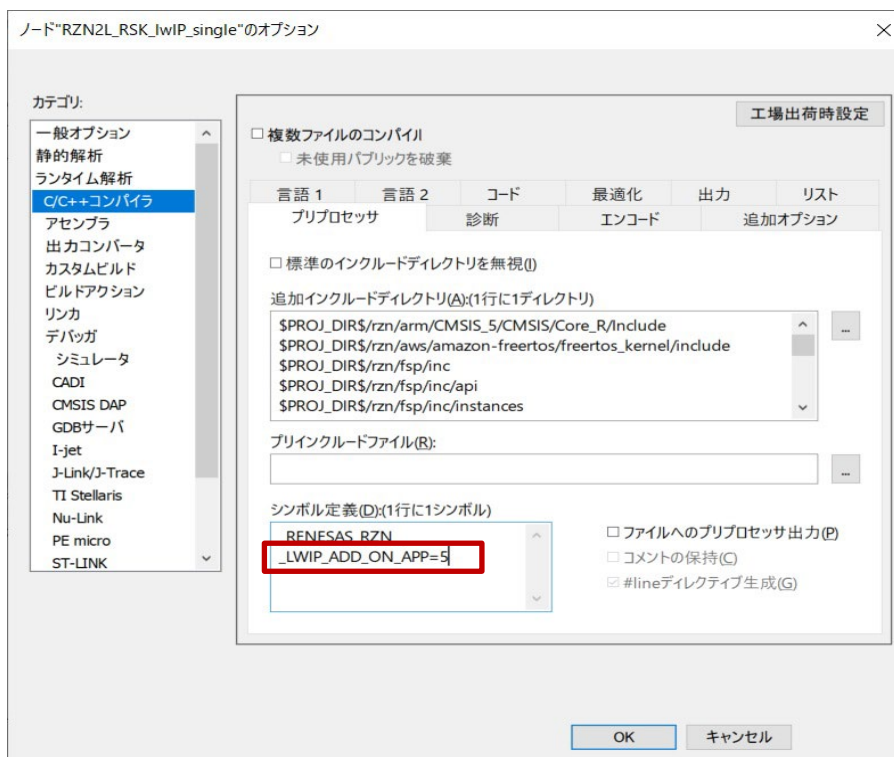 ノード"RZN2L_RSK_lwIP_single"のオプション
カテゴリ:
一般オプション
静的解析
ランタイム解析
C/C++コンパイラ
アセンブラ
出力コンバータ
カスタムビルド
ビルドアクション
リンカ
デバッガ
シミュレータ
CADI
CMSIS DAP
GDBサーバ
I-jet
J-Link/J-Trace
TI Stellaris
Nu-Link
PE micro
ST-LINK
工場出荷時設定
複数ファイルのコンパイル
未使用パブリックを破棄
言語 1 言語 2 コード 最適化 出力 リスト
プリプロセッサ 診断 エンコード 追加オプション
標準のインクルードディレクトリを無視(I)
追加インクルードディレクトリ(A):(1行に1ディレクトリ)
$PROJ_DIR$/rzn/arm/CMSIS_5/CMSIS/Core_R/Include
$PROJ_DIR$/rzn/aws/amazon-freertos/freertos_kernel/include
$PROJ_DIR$/rzn/fsp/inc
$PROJ_DIR$/rzn/fsp/inc/api
$PROJ_DIR$/rzn/fsp/inc/instances
...
プリインクルードファイル(R):
...
シンボル定義(D):(1行に1シンボル)
_RENESAS_RZN_
_LWIP_ADD_ON_APP=5
ファイルへのプリプロセッサ出力(P)
コメントの保持(C)
#lineディレクティブ生成(G)
OK キャンセル